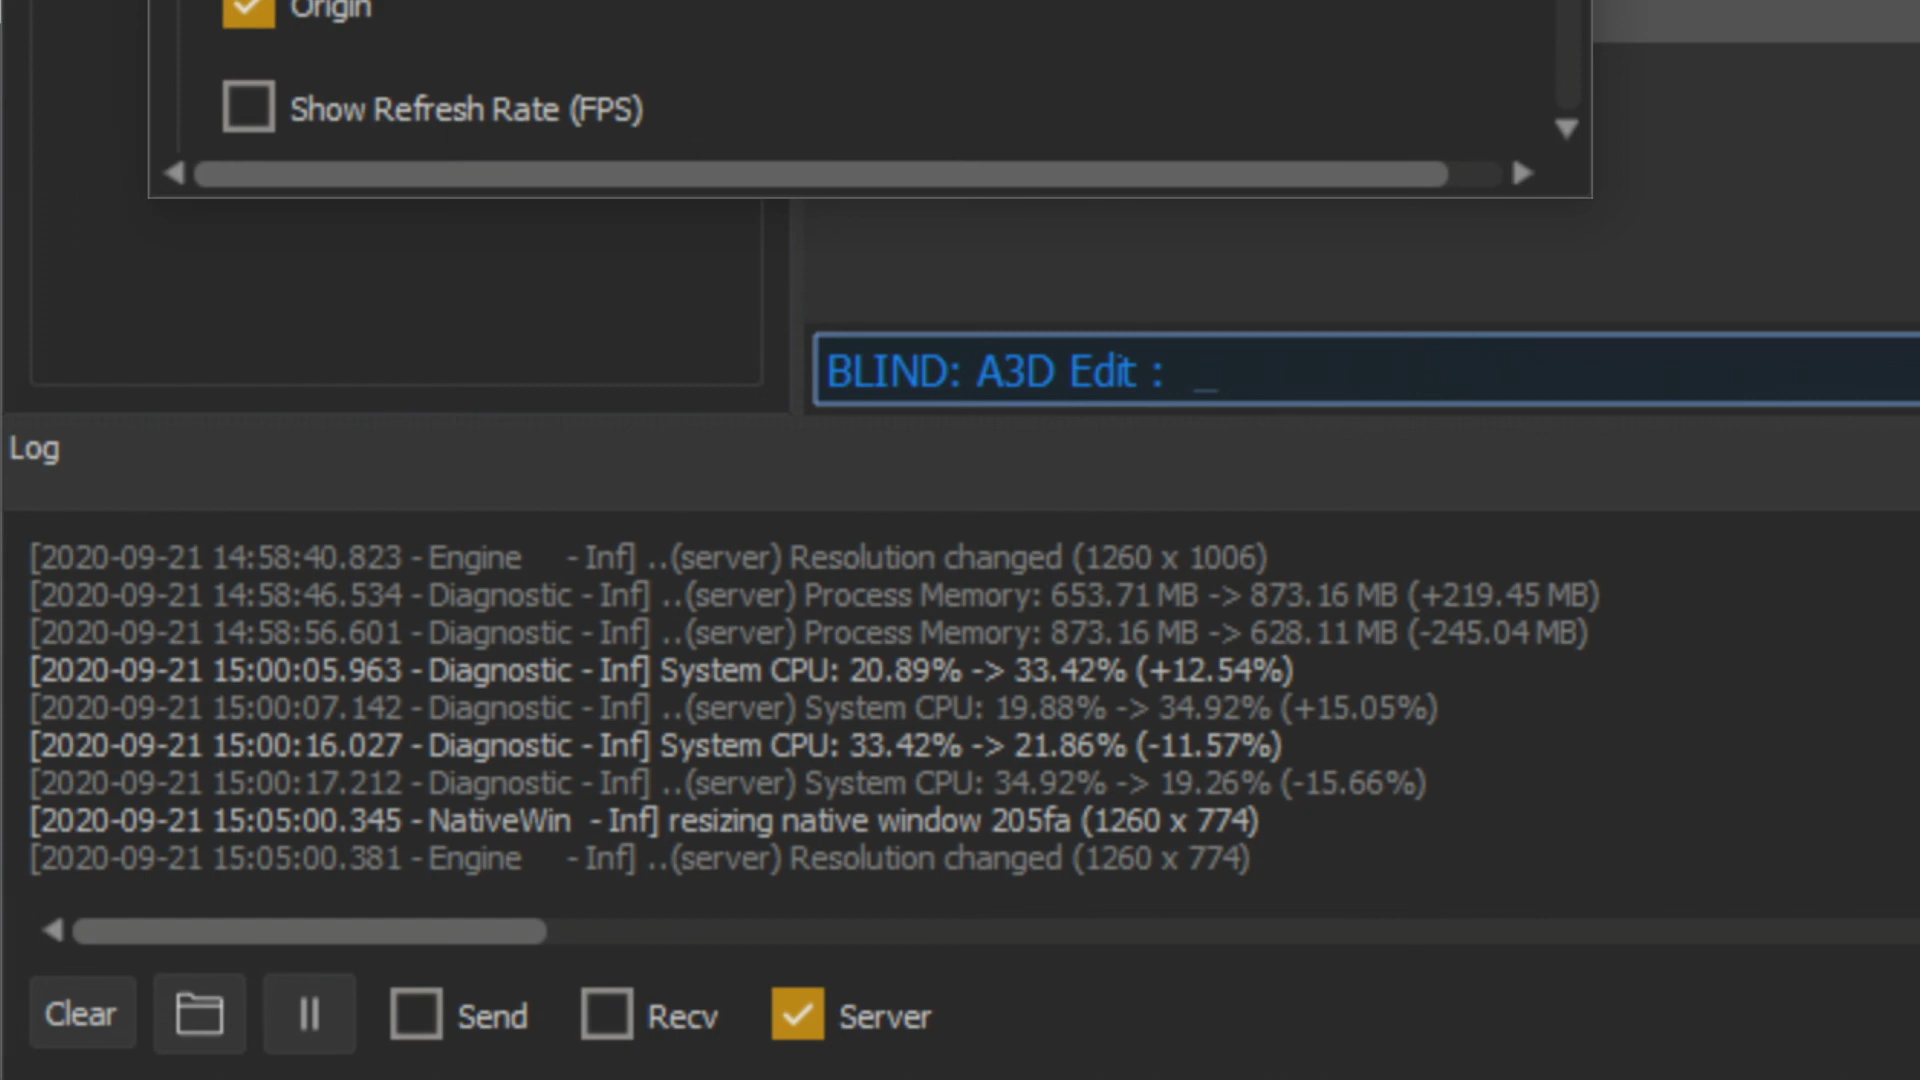 Origin
Show Refresh Rate (FPS)
BLIND: A3D Edit : _
Log
[2020-09-21 14:58:40.823 - Engine - Inf] ..(server) Resolution changed (1260 x 1006)
[2020-09-21 14:58:46.534 - Diagnostic - Inf] ..(server) Process Memory: 653.71 MB -> 873.16 MB (+219.45 MB)
[2020-09-21 14:58:56.601 - Diagnostic - Inf] ..(server) Process Memory: 873.16 MB -> 628.11 MB (-245.04 MB)
[2020-09-21 15:00:05.963 - Diagnostic - Inf] System CPU: 20.89% -> 33.42% (+12.54%)
[2020-09-21 15:00:07.142 - Diagnostic - Inf] ..(server) System CPU: 19.88% -> 34.92% (+15.05%)
[2020-09-21 15:00:16.027 - Diagnostic - Inf] System CPU: 33.42% -> 21.86% (-11.57%)
[2020-09-21 15:00:17.212 - Diagnostic - Inf] ..(server) System CPU: 34.92% -> 19.26% (-15.66%)
[2020-09-21 15:05:00.345 - NativeWin - Inf] resizing native window 205fa (1260 x 774)
[2020-09-21 15:05:00.381 - Engine - Inf] ..(server) Resolution changed (1260 x 774)
Clear
Send
Recv
Server